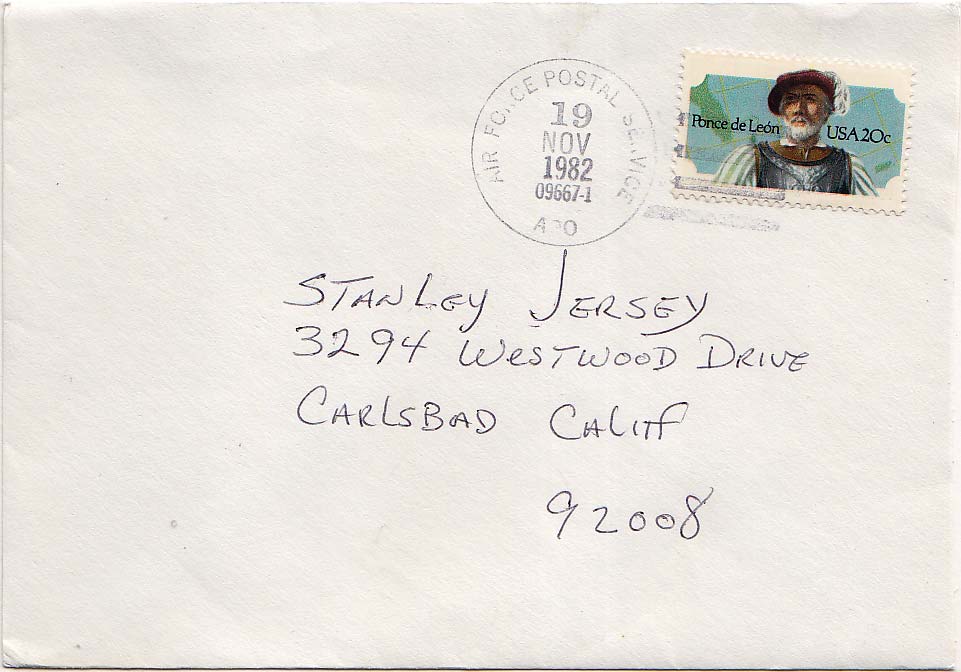 AIR FORCE POSTAL SERVICE
19
NOV
1982
09667-1
APO
Ponce de León USA 20c
STANLEY JERSEY
3294 WESTWOOD DRIVE
CARLSBAD CALIF
92008